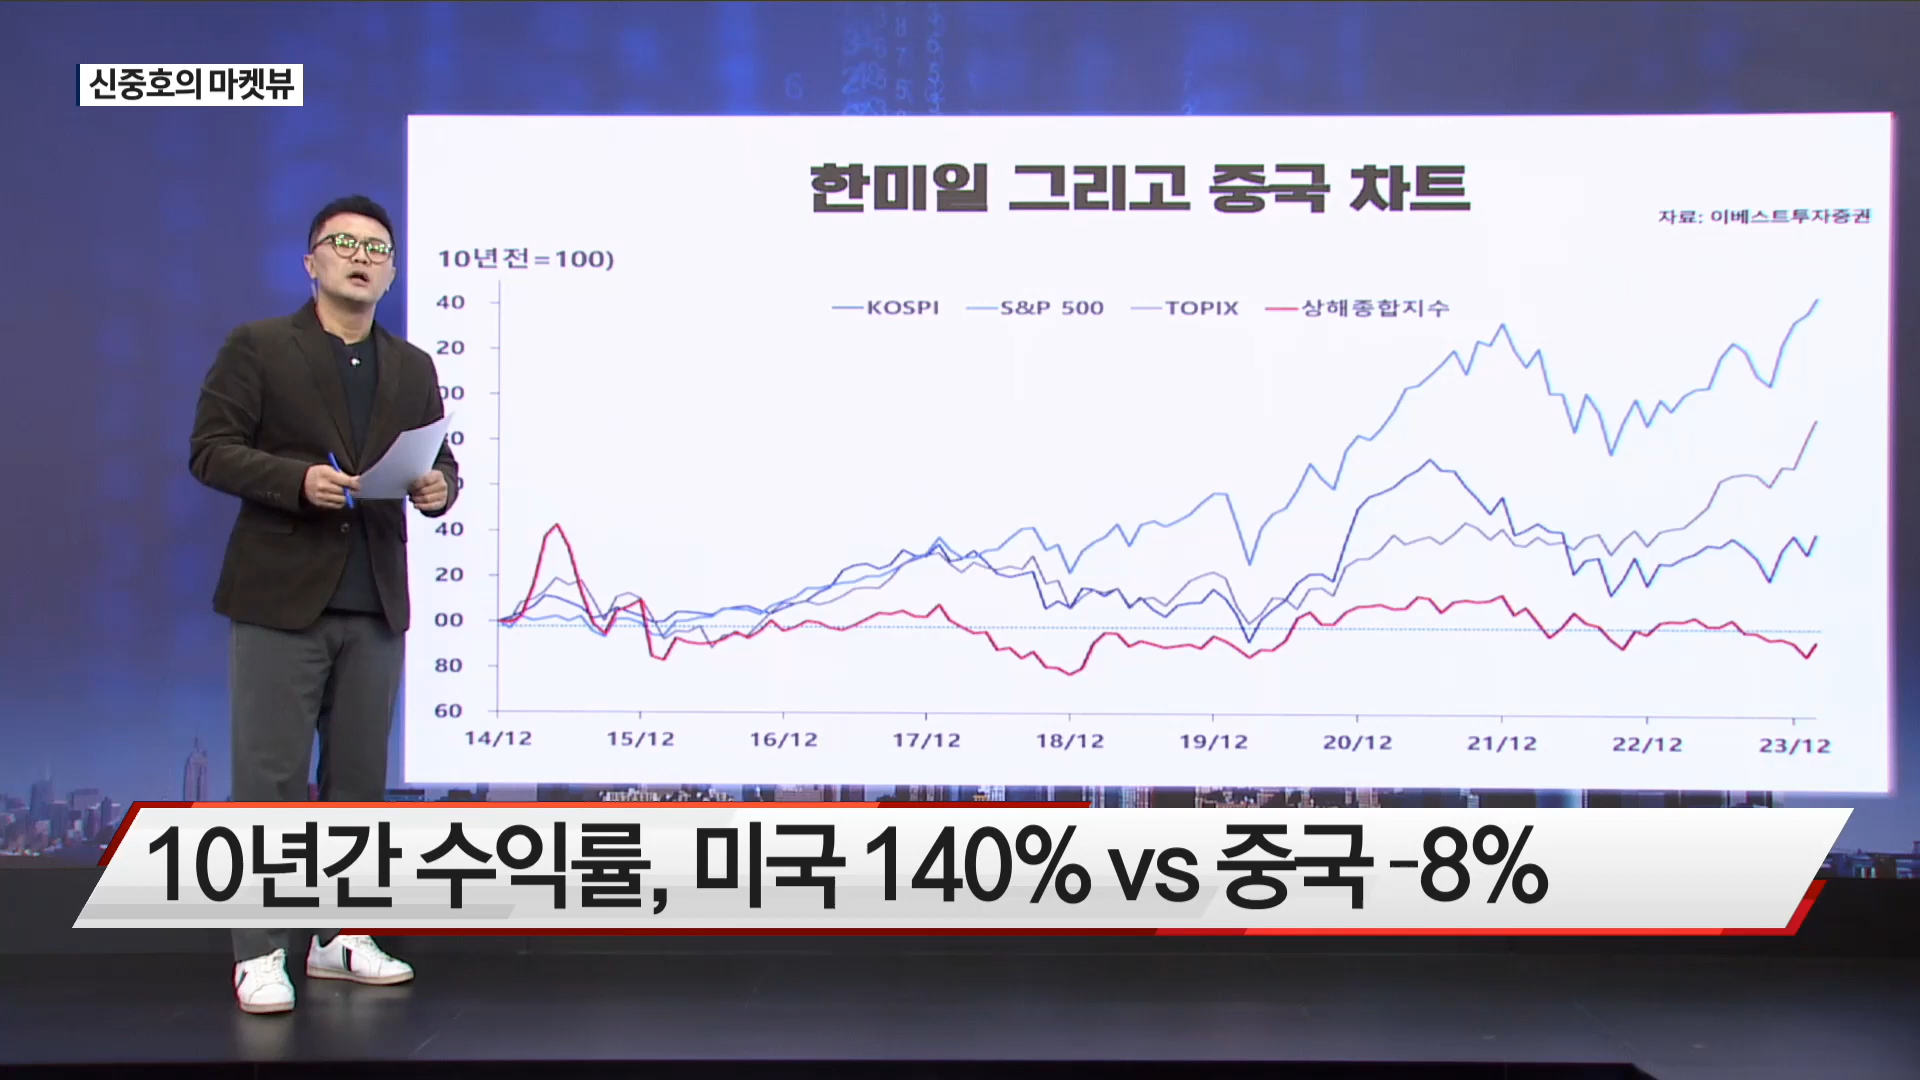 신중호의 마켓뷰
한미일 그리고 중국 차트
자료: 이베스트투자증권
10년전=100)
KOSPI S&P 500 TOPIX 상해종합지수
40
20
00
40
20
00
80
60
14/12 15/12 16/12 17/12 18/12 19/12 20/12 21/12 22/12 23/12
10년간 수익률, 미국 140% vs 중국 -8%